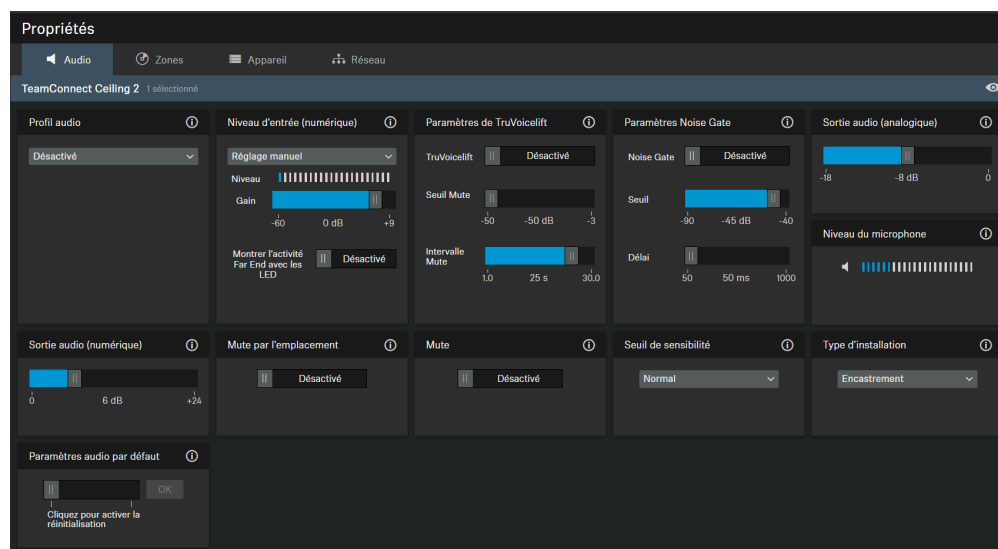 Propriétés
Audio
Zones
Appareil
Réseau
TeamConnect Ceiling 2 1 sélectionné
Profil audio
Désactivé
Niveau d'entrée (numérique)
Réglage manuel
Niveau
Gain
-60 0 dB +9
Montrer l'activité
Far End avec les
LED
Désactivé
Paramètres de TruVoicelift
TruVoicelift Désactivé
Seuil Mute
-50 -50 dB -3
Intervalle
Mute
1.0 25 s 30.0
Paramètres Noise Gate
Noise Gate Désactivé
Seuil
-90 -45 dB -40
Délai
50 50 ms 1000
Sortie audio (analogique)
-18 -8 dB 0
Niveau du microphone
Sortie audio (numérique)
0 6 dB +24
Mute par l'emplacement
Désactivé
Mute
Désactivé
Seuil de sensibilité
Normal
Type d'installation
Encastrement
Paramètres audio par défaut
OK
Cliquez pour activer la
réinitialisation